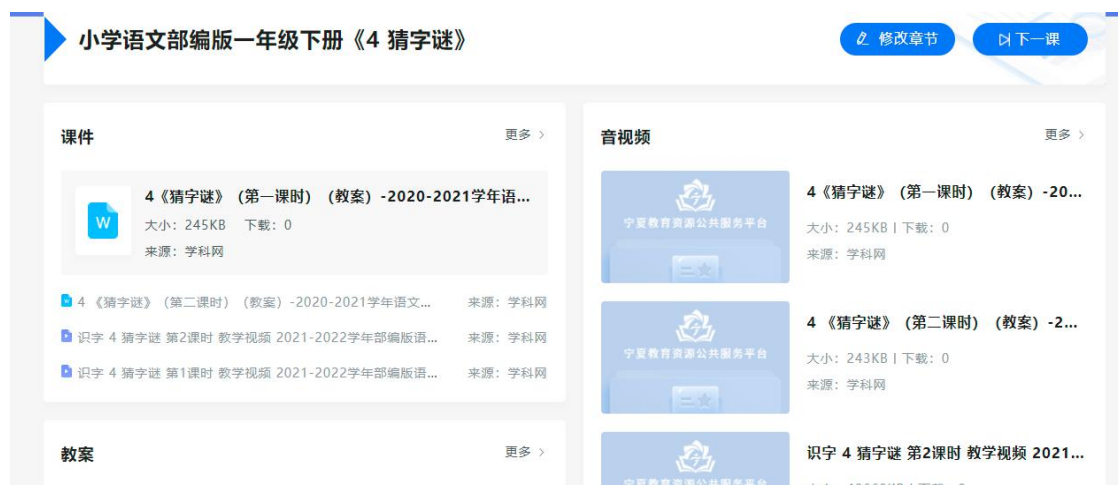 小学语文部编版一年级下册《4 猜字谜》
修改章节
下一课
课件
更多 >
W
4《猜字谜》（第一课时）（教案）-2020-2021学年语...
大小：245KB 下载：0
来源：学科网
4 《猜字谜》（第二课时）（教案）-2020-2021学年语文... 来源：学科网
识字 4 猜字谜 第2课时 教学视频 2021-2022学年部编版语... 来源：学科网
识字 4 猜字谜 第1课时 教学视频 2021-2022学年部编版语... 来源：学科网
教案
更多 >
音视频
更多 >
宁夏教育资源公共服务平台
4《猜字谜》（第一课时）（教案）-20...
大小：245KB | 下载：0
来源：学科网
宁夏教育资源公共服务平台
4 《猜字谜》（第二课时）（教案）-2...
大小：243KB | 下载：0
来源：学科网
识字 4 猜字谜 第2课时 教学视频 2021...